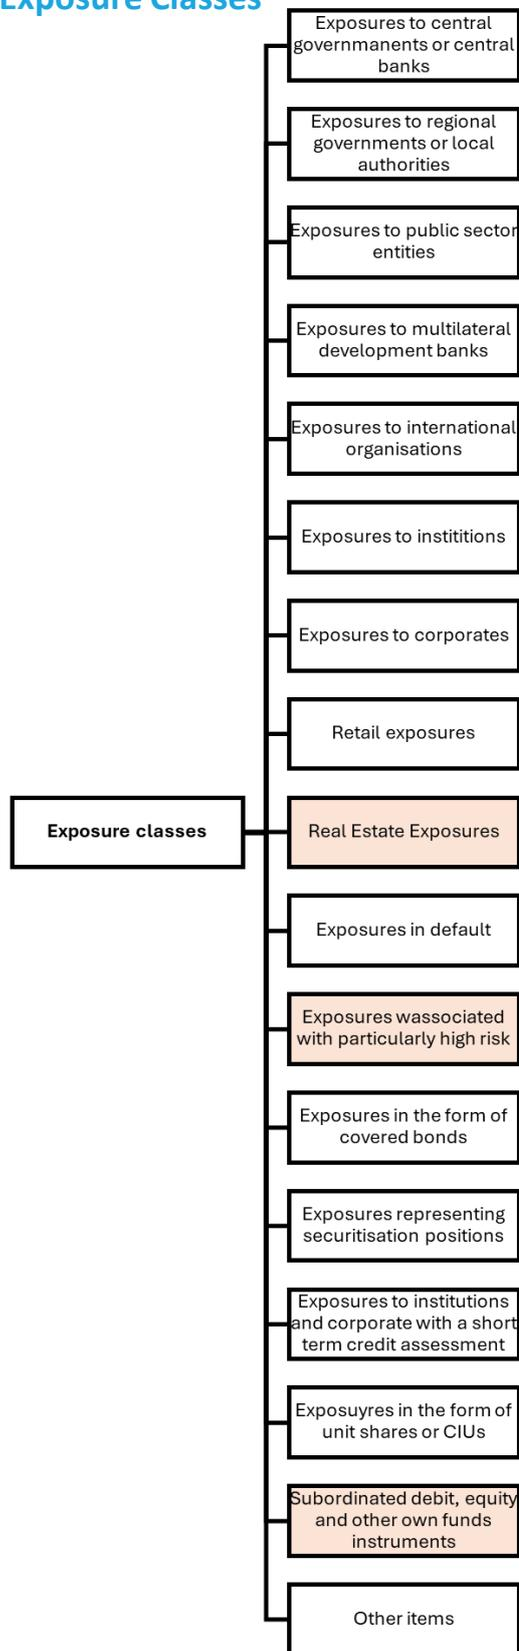 Exposure Classes
Exposures to central
governmanents or central
banks
Exposures to regional
governments or local
authorities
Exposures to public sector
entities
Exposures to multilateral
development banks
Exposures to international
organisations
Exposures to instititions
Exposures to corporates
Retail exposures
Exposure classes
Real Estate Exposures
Exposures in default
Exposures wassociated
with particularly high risk
Exposures in the form of
covered bonds
Exposures representing
securitisation positions
Exposures to institutions
and corporate with a short
term credit assessment
Exposuyres in the form of
unit shares or CIUs
Subordinated debit, equity
and other own funds
instruments
Other items